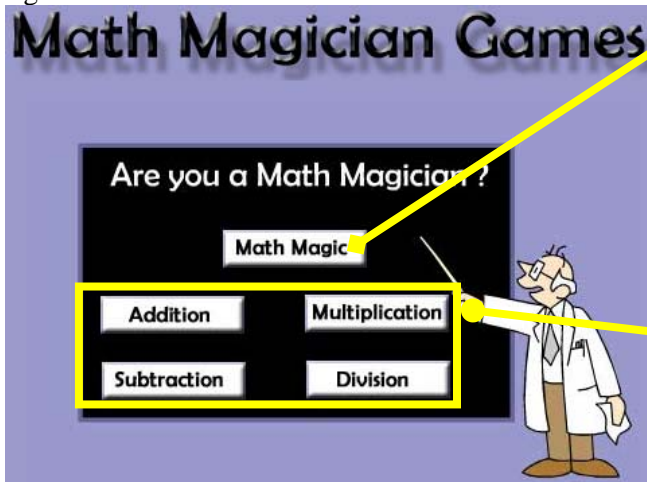 Math Magician Games
Are you a Math Magician ?
Math Magic
Addition
Multiplication
Subtraction
Division